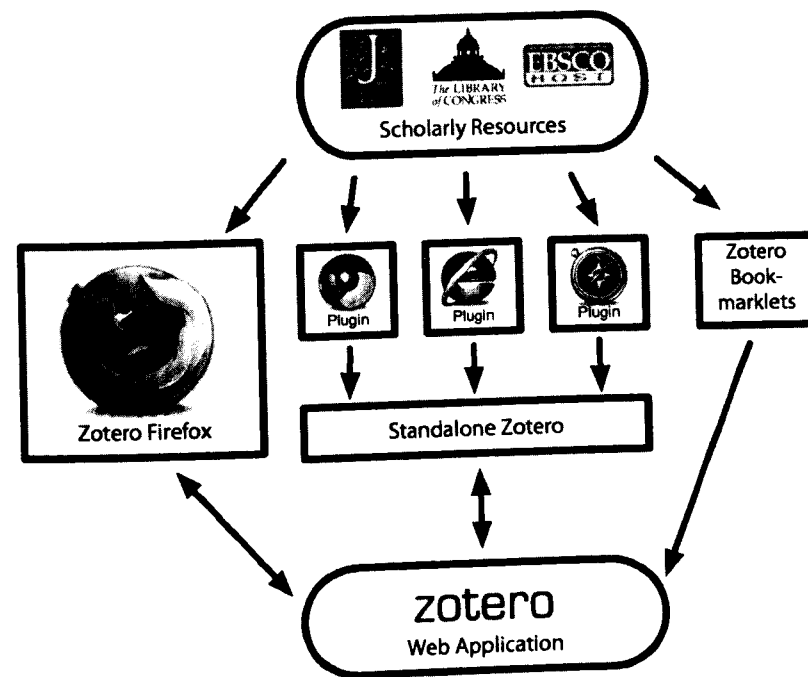 J
The LIBRARY
of CONGRESS
EBSCO
HOST
Scholarly Resources
Plugin
Plugin
Plugin
Zotero
Book-
marklets
Zotero Firefox
Standalone Zotero
zotero
Web Application